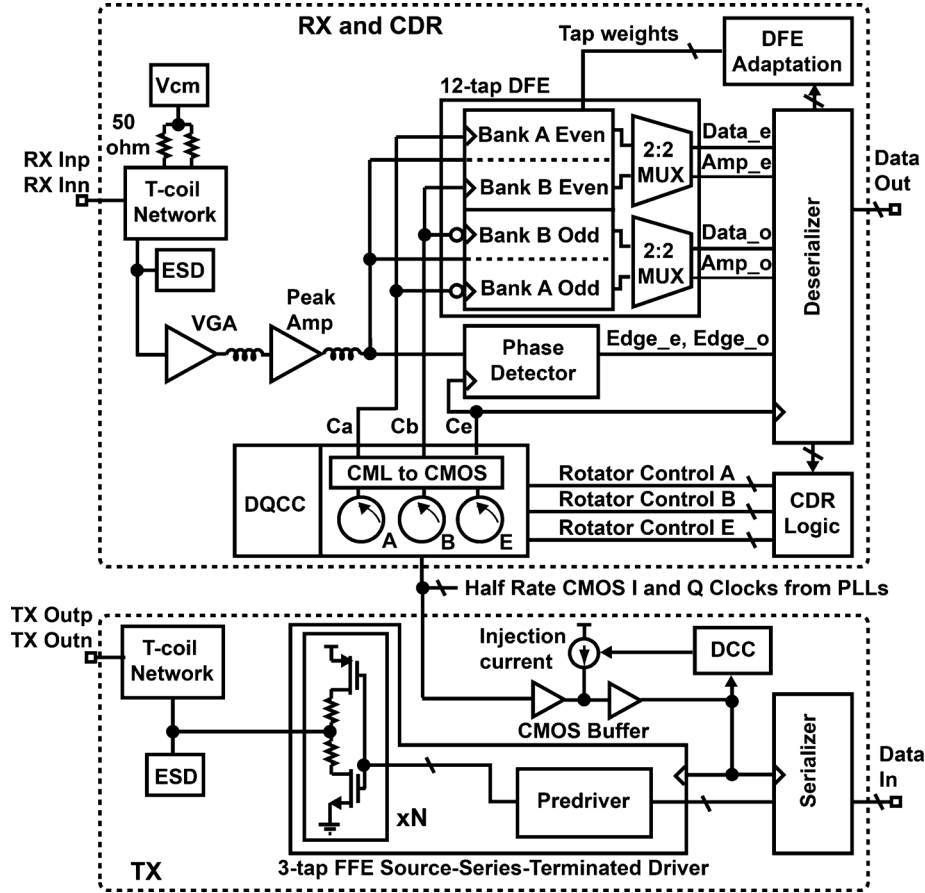 RX and CDR
Tap weights
DFE
Adaptation
Vcm
12-tap DFE
50
ohm
RX Inp
RX Inn
T-coil
Network
Bank A Even
Bank B Even
Bank B Odd
Bank A Odd
2:2
MUX
2:2
MUX
Data_e
Amp_e
Data_o
Amp_o
Deserializer
Data
Out
ESD
VGA
Peak
Amp
Phase
Detector
Edge_e, Edge_o
Ca
Cb
Ce
DQCC
CML to CMOS
A
B
E
Rotator Control A
Rotator Control B
Rotator Control E
CDR
Logic
Half Rate CMOS I and Q Clocks from PLLs
TX Outp
TX Outn
T-coil
Network
Injection
current
DCC
CMOS Buffer
ESD
xN
Predriver
Serializer
Data
In
3-tap FFE Source-Series-Terminated Driver
TX